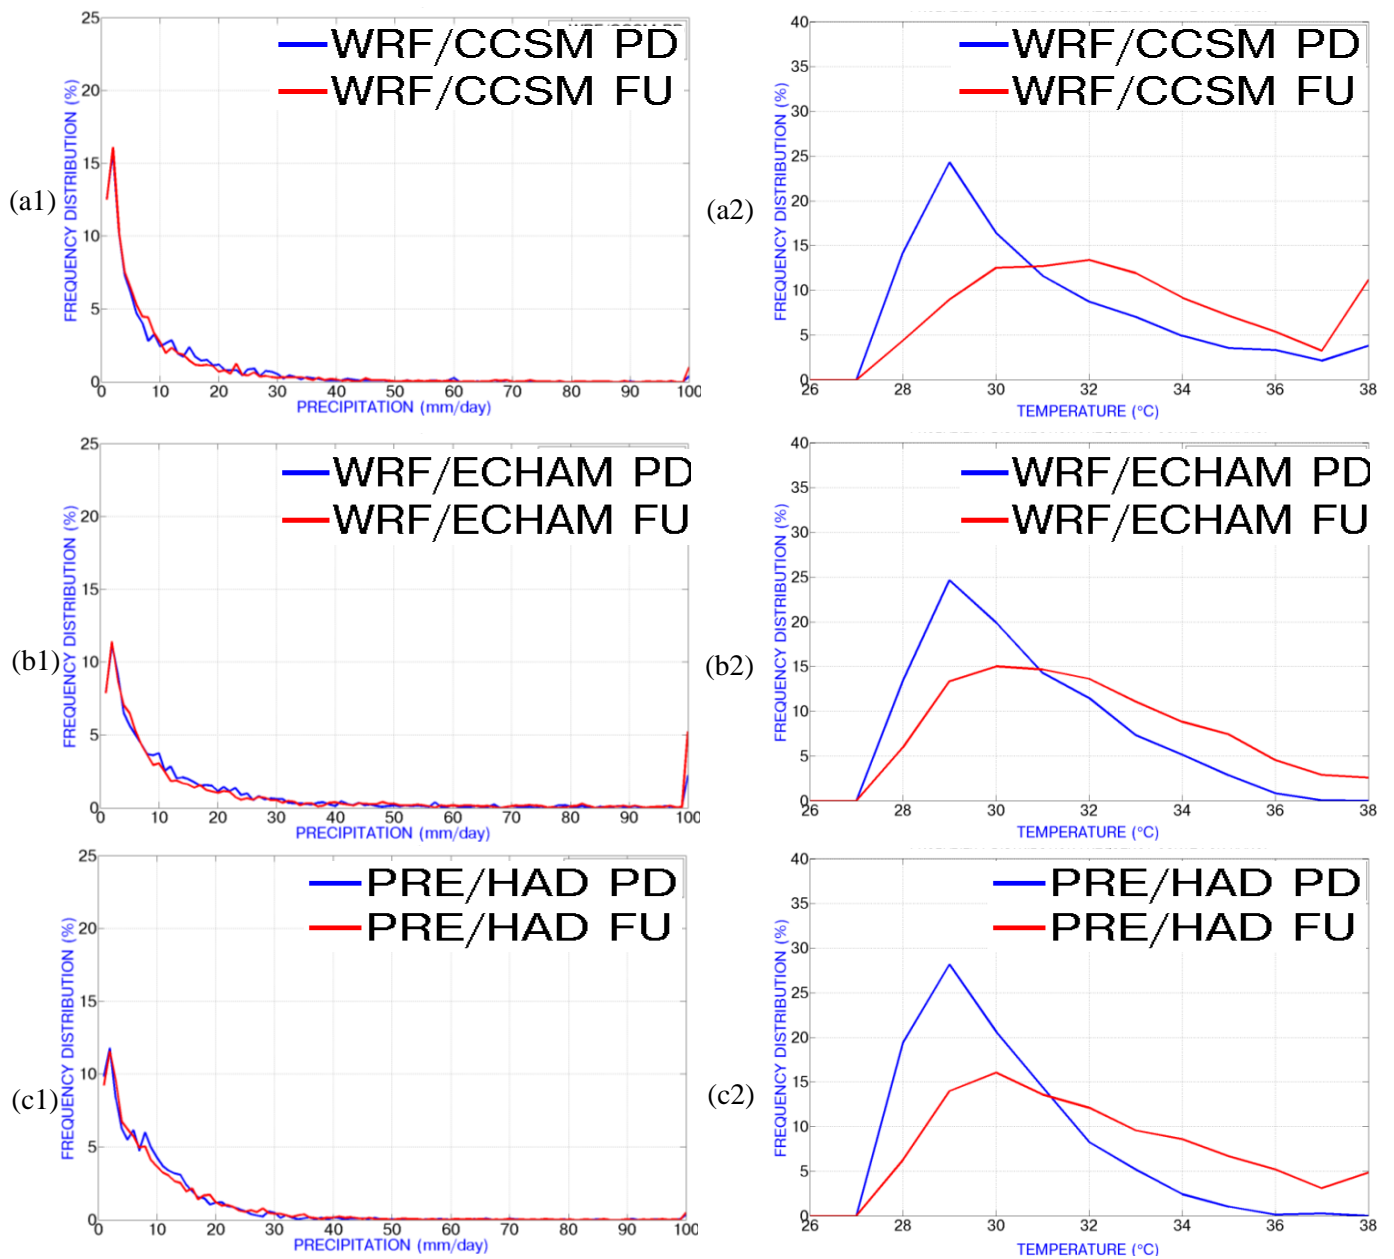 (a1)
WRF/CCSM PD
WRF/CCSM FU
FREQUENCY DISTRIBUTION (%)
25
20
15
10
5
0
0 10 20 30 40 50 60 70 80 90 100
PRECIPITATION (mm/day)
(a2)
WRF/CCSM PD
WRF/CCSM FU
FREQUENCY DISTRIBUTION (%)
40
35
30
25
20
15
10
5
0
26 28 30 32 34 36 38
TEMPERATURE (°C)
(b1)
WRF/ECHAM PD
WRF/ECHAM FU
FREQUENCY DISTRIBUTION (%)
25
20
15
10
5
0
0 10 20 30 40 50 60 70 80 90 100
PRECIPITATION (mm/day)
(b2)
WRF/ECHAM PD
WRF/ECHAM FU
FREQUENCY DISTRIBUTION (%)
40
35
30
25
20
15
10
5
0
26 28 30 32 34 36 38
TEMPERATURE (°C)
(c1)
PRE/HAD PD
PRE/HAD FU
FREQUENCY DISTRIBUTION (%)
25
20
15
10
5
0
0 10 20 30 40 50 60 70 80 90 100
PRECIPITATION (mm/day)
(c2)
PRE/HAD PD
PRE/HAD FU
FREQUENCY DISTRIBUTION (%)
40
35
30
25
20
15
10
5
0
26 28 30 32 34 36 38
TEMPERATURE (°C)